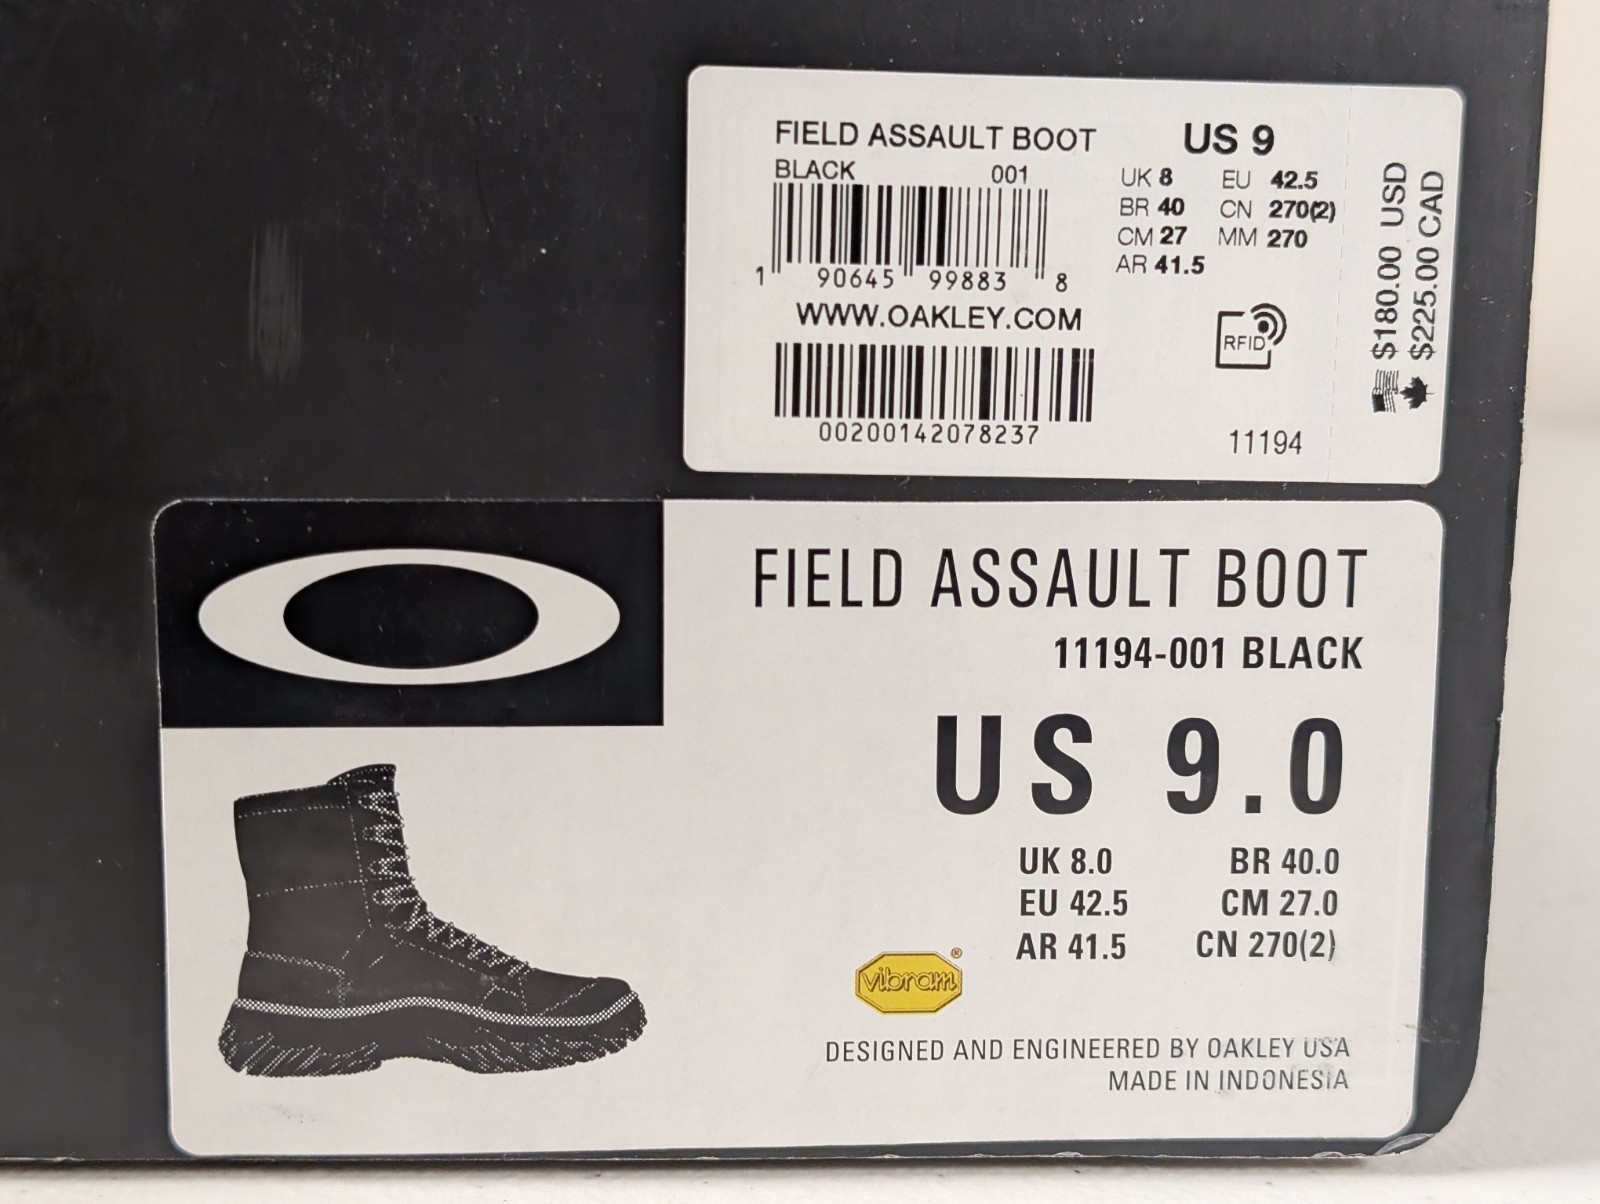 FIELD ASSAULT BOOT US 9
BLACK 001
UK 8 EU 42.5
BR 40 CN 270(2)
CM 27 MM 270
AR 41.5
1 90645 99883 8
WWW.OAKLEY.COM
RFID
00200142078237
11194
$180.00 USD
$225.00 CAD
FIELD ASSAULT BOOT
11194-001 BLACK
US 9.0
UK 8.0 BR 40.0
EU 42.5 CM 27.0
AR 41.5 CN 270(2)
vibram®
DESIGNED AND ENGINEERED BY OAKLEY USA
MADE IN INDONESIA